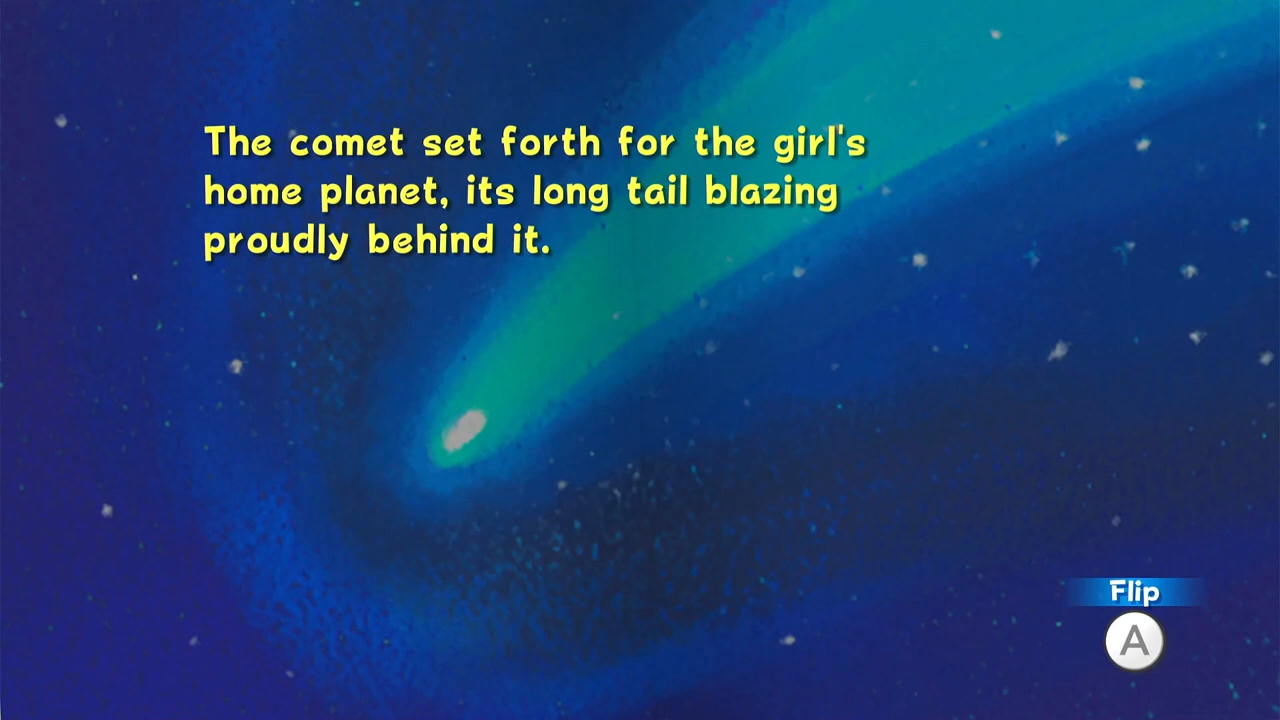 The comet set forth for the girl's
home planet, its long tail blazing
proudly behind it.
Flip
A